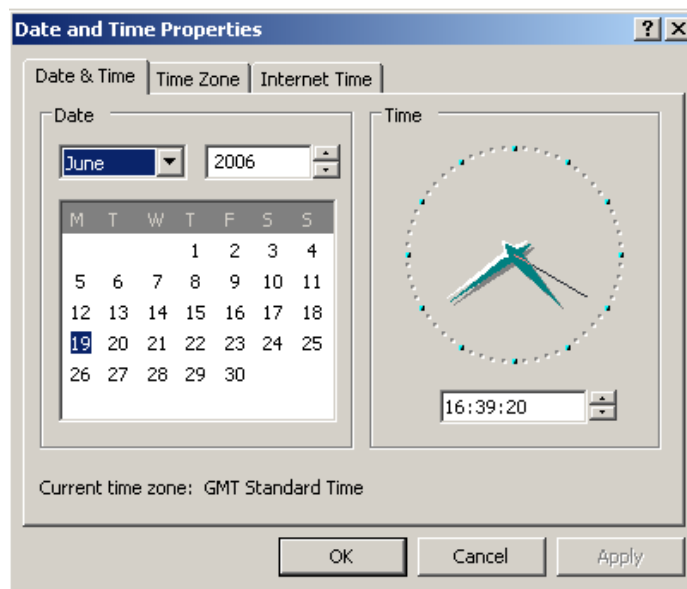 Date and Time Properties
Date & Time Time Zone Internet Time
Date
June 2006
M T W T F S S
1 2 3 4
5 6 7 8 9 10 11
12 13 14 15 16 17 18
19 20 21 22 23 24 25
26 27 28 29 30
Time
16:39:20
Current time zone: GMT Standard Time
OK Cancel Apply